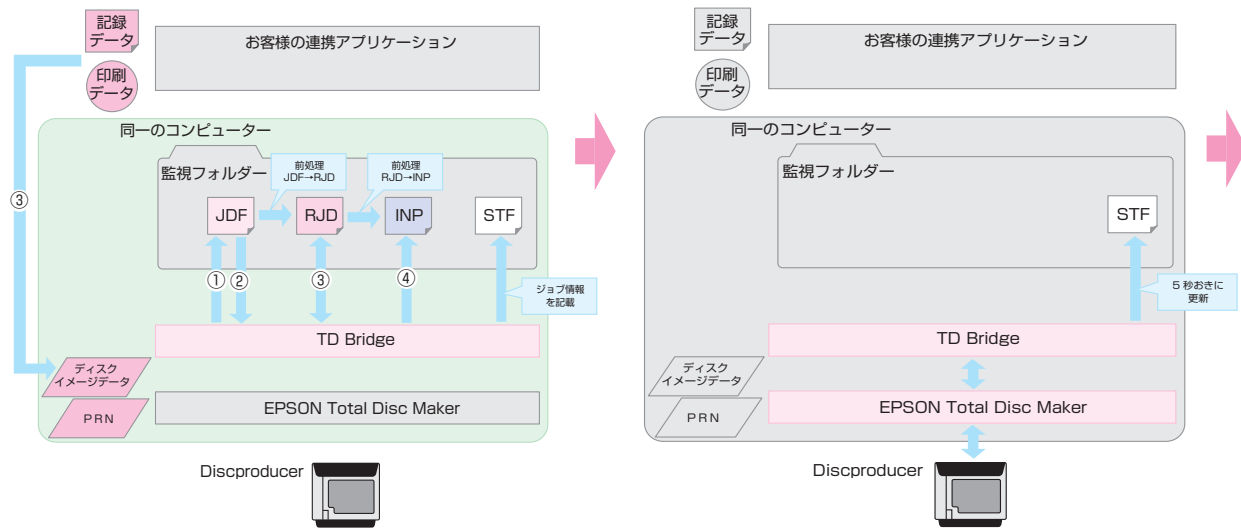 記録
データ
お客様の連携アプリケーション
印刷
データ
同一のコンピューター
監視フォルダー
前処理
JDF→RJD
前処理
RJD→INP
③
JDF
RJD
INP
STF
①
②
③
④
ジョブ情報
を記載
TD Bridge
ディスク
イメージデータ
EPSON Total Disc Maker
PRN
Discproducer
記録
データ
お客様の連携アプリケーション
印刷
データ
同一のコンピューター
監視フォルダー
STF
5 秒おきに
更新
TD Bridge
ディスク
イメージデータ
EPSON Total Disc Maker
PRN
Discproducer